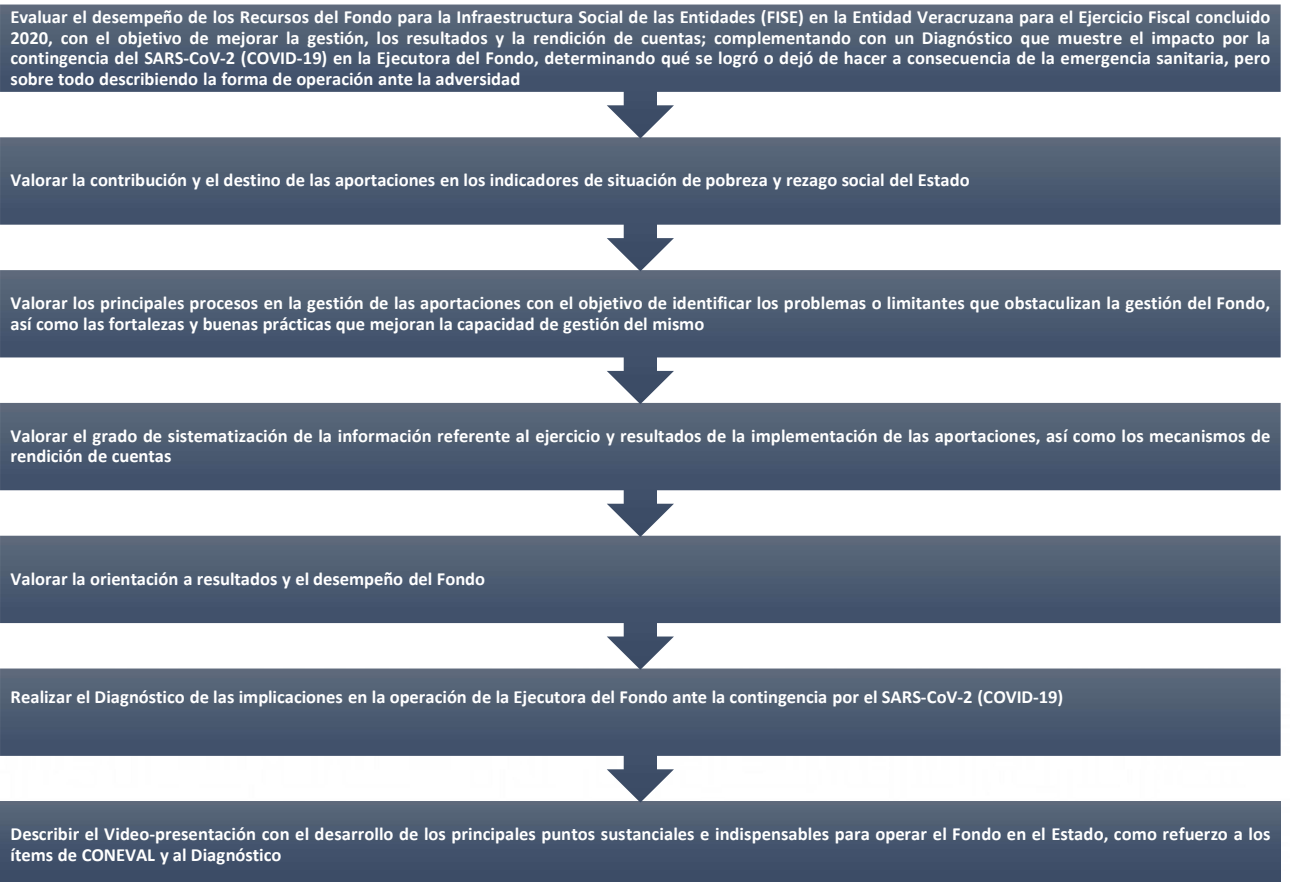 Evaluar el desempeño de los Recursos del Fondo para la Infraestructura Social de las Entidades (FISE) en la Entidad Veracruzana para el Ejercicio Fiscal concluido
2020, con el objetivo de mejorar la gestión, los resultados y la rendición de cuentas; complementando con un Diagnóstico que muestre el impacto por la
contingencia del SARS-CoV-2 (COVID-19) en la Ejecutora del Fondo, determinando qué se logró o dejó de hacer a consecuencia de la emergencia sanitaria, pero
sobre todo describiendo la forma de operación ante la adversidad
Valorar la contribución y el destino de las aportaciones en los indicadores de situación de pobreza y rezago social del Estado
Valorar los principales procesos en la gestión de las aportaciones con el objetivo de identificar los problemas o limitantes que obstaculizan la gestión del Fondo,
así como las fortalezas y buenas prácticas que mejoran la capacidad de gestión del mismo
Valorar el grado de sistematización de la información referente al ejercicio y resultados de la implementación de las aportaciones, así como los mecanismos de
rendición de cuentas
Valorar la orientación a resultados y el desempeño del Fondo
Realizar el Diagnóstico de las implicaciones en la operación de la Ejecutora del Fondo ante la contingencia por el SARS-CoV-2 (COVID-19)
Describir el Video-presentación con el desarrollo de los principales puntos sustanciales e indispensables para operar el Fondo en el Estado, como refuerzo a los
ítems de CONEVAL y al Diagnóstico